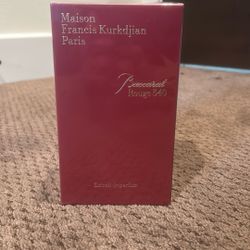 Maison
Francis Kurkdjian
Paris
Baccarat
Rouge 540
Extrait de parfum